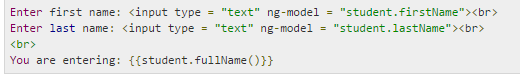 Enter first name: <input type = "text" ng-model = "student.firstName"><br>
Enter last name: <input type = "text" ng-model = "student.lastName"><br>
<br>
You are entering: {{student.fullName()}}